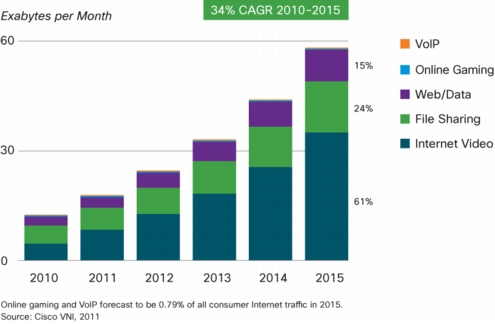 Exabytes per Month
34% CAGR 2010–2015
60
30
0
15%
24%
61%
VoIP
Online Gaming
Web/Data
File Sharing
Internet Video
2010 2011 2012 2013 2014 2015
Online gaming and VoIP forecast to be 0.79% of all consumer Internet traffic in 2015.
Source: Cisco VNI, 2011